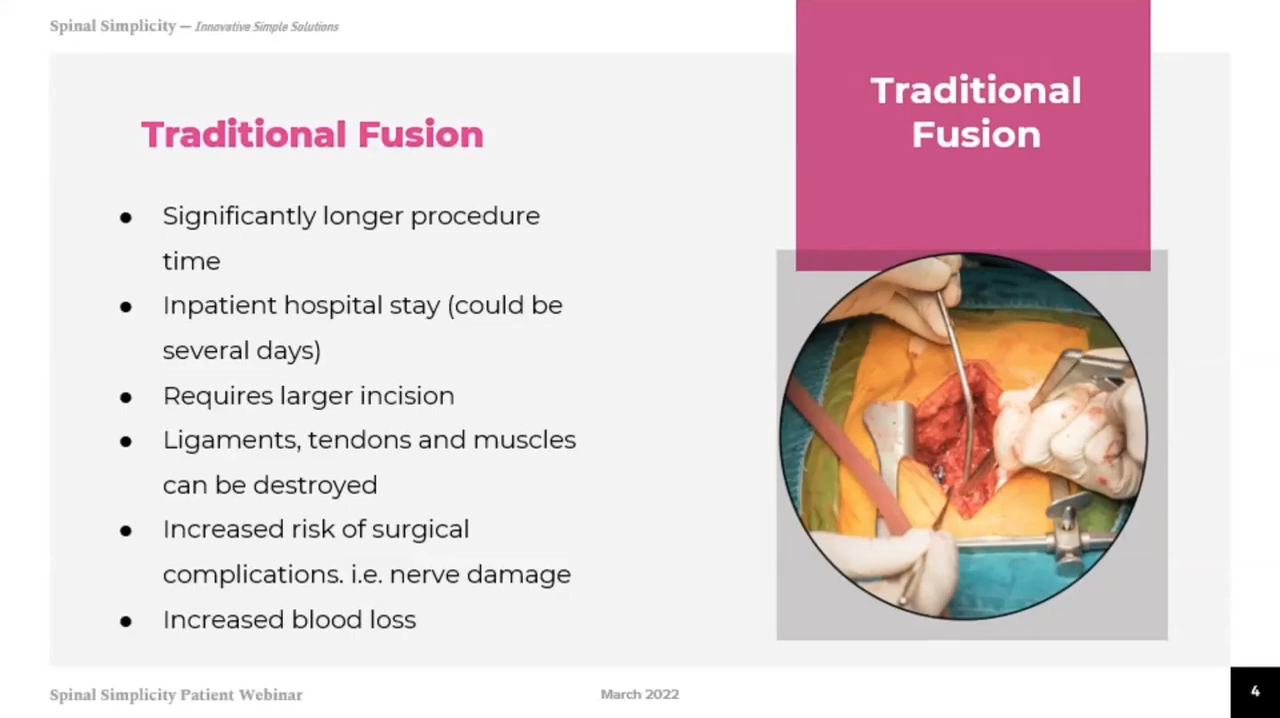 Spinal Simplicity — Innovative Simple Solutions
Traditional Fusion
● Significantly longer procedure
time
● Inpatient hospital stay (could be
several days)
● Requires larger incision
● Ligaments, tendons and muscles
can be destroyed
● Increased risk of surgical
complications. i.e. nerve damage
● Increased blood loss
Traditional
Fusion
Spinal Simplicity Patient Webinar
March 2022
4